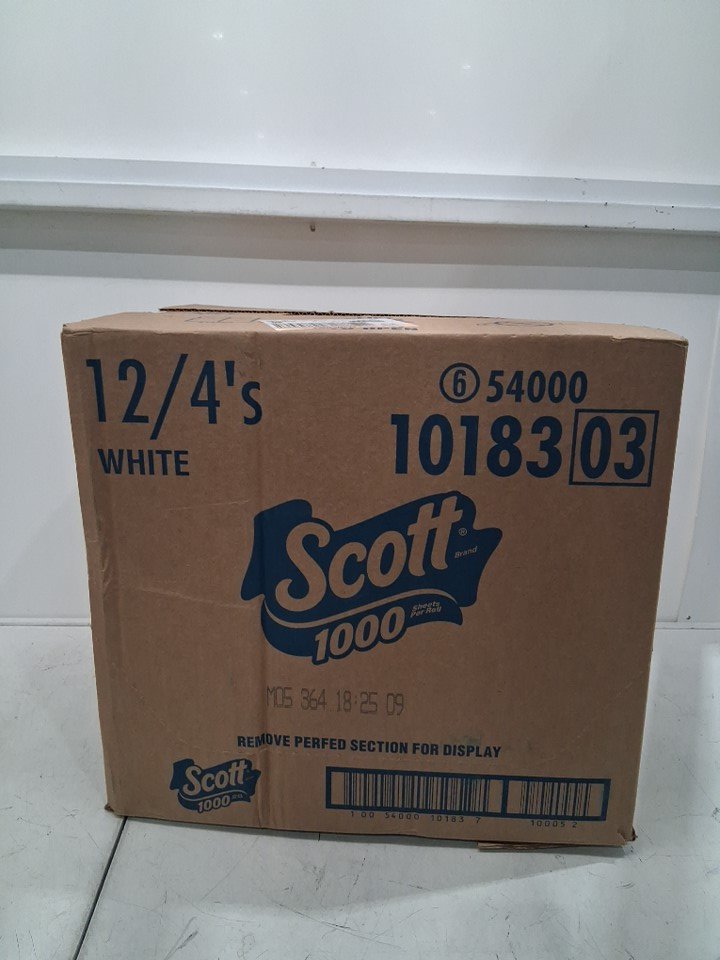 12/4's
WHITE
⑥ 54000
10183 03
Scott ® Brand
1000 Sheets Per Roll
M05 364 18:25 09
REMOVE PERFED SECTION FOR DISPLAY
Scott
1000
1 00 54000 10183 7
10005 2